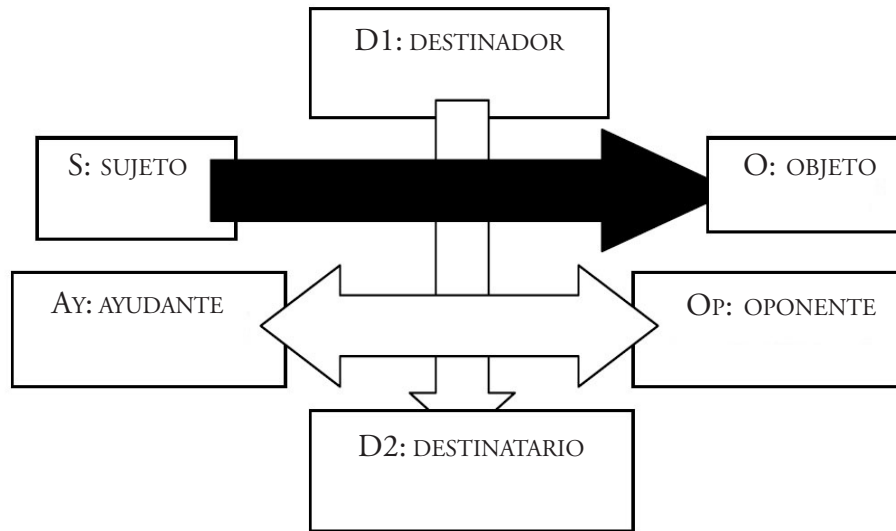 D1: DESTINADOR
S: SUJETO
O: OBJETO
AY: AYUDANTE
OP: OPONENTE
D2: DESTINATARIO